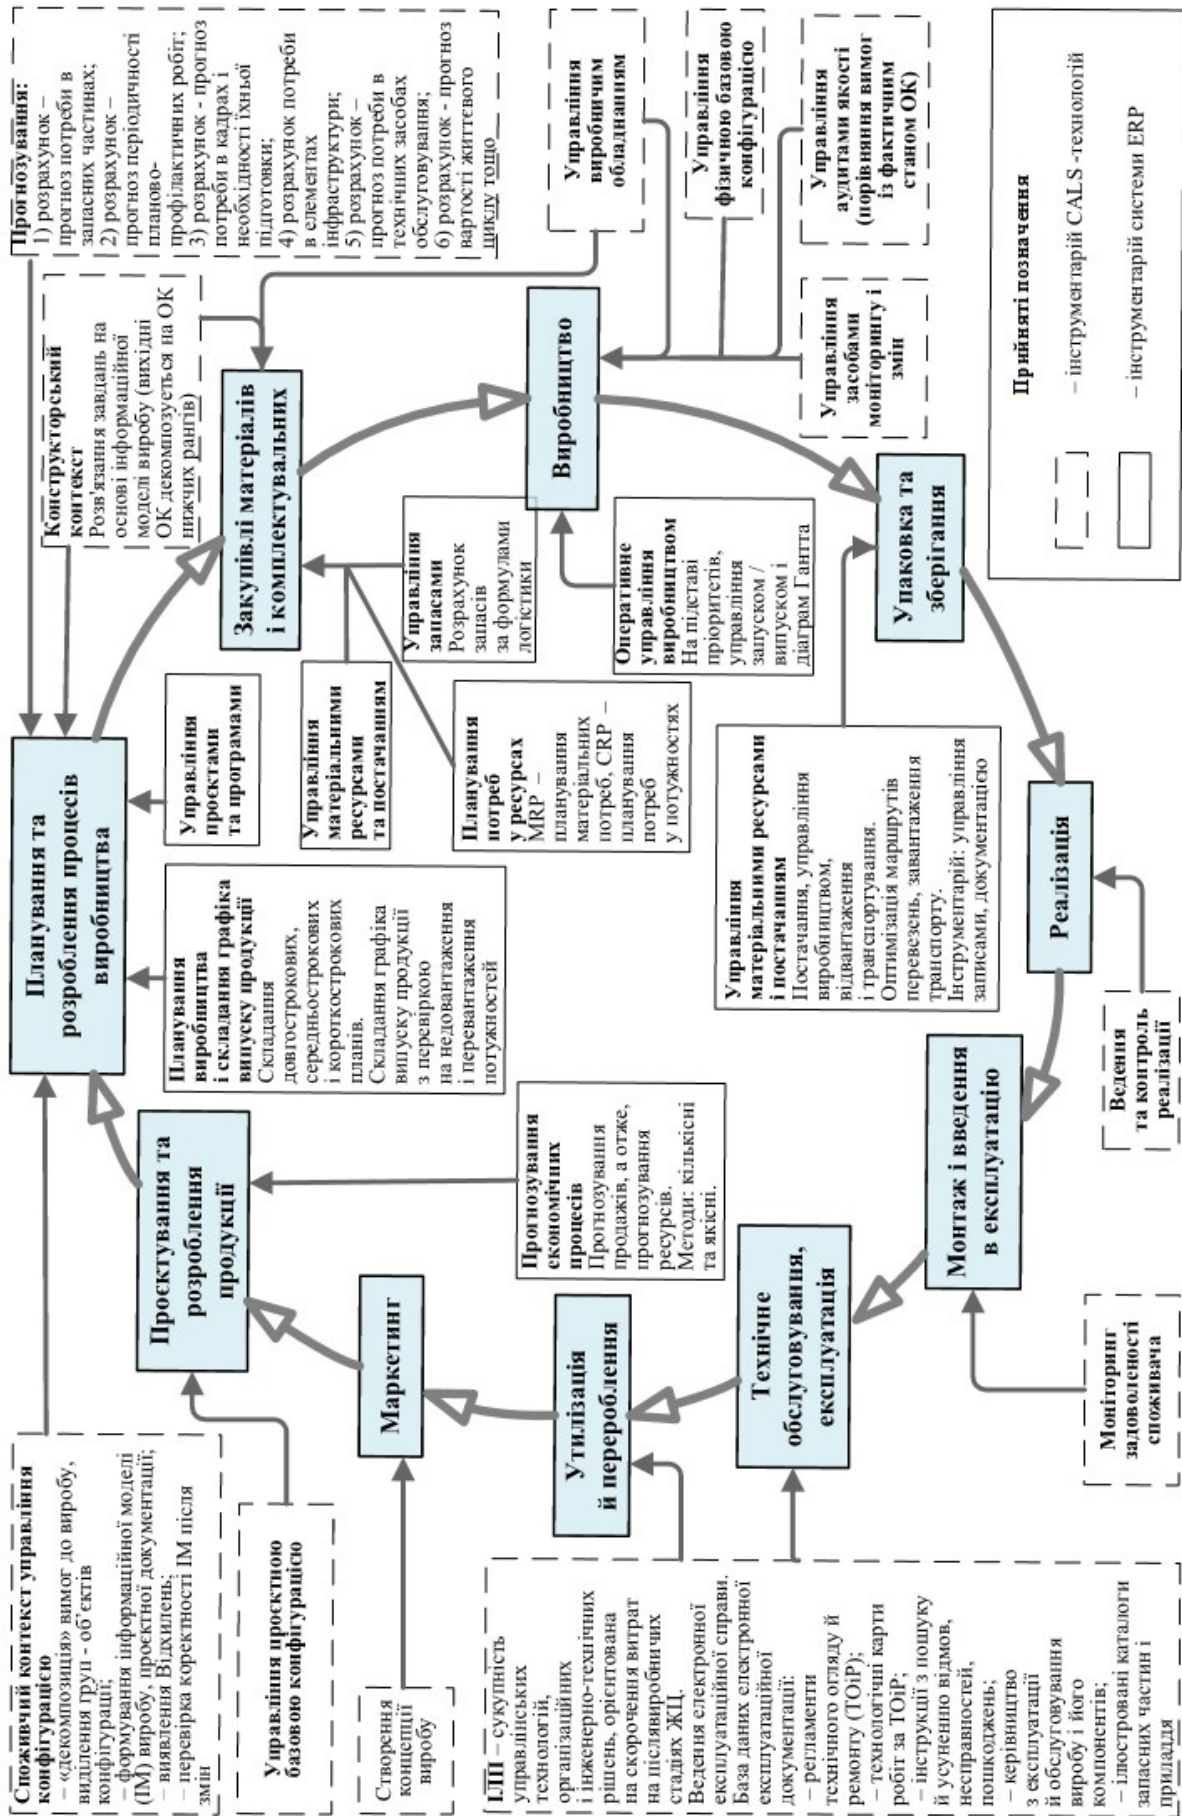 Споживчий контекст управління
конфігурацією
– «декомпозиція» вимог до виробу,
виділення груп - об’єктів
конфігурації;
– формування інформаційної моделі
(ІМ) виробу, проєктної документації;
– виявлення Відхилень;
– перевірка коректності ІМ після
змін
Управління проєктною
базовою конфігурацією
Створення
концепції
виробу
ІЛП – сукупність
управлінських
технологій,
організаційних
і інженерно-технічних
рішень, орієнтована
на скорочення витрат
на післявиробничих
стадіях ЖЦ.
Ведення електронної
експлуатаційної справи.
База даних електронної
експлуатаційної
документації:
– регламенти
технічного огляду й
ремонту (ТОіР);
– технологічні карти
робіт за ТОіР;
– інструкції з пошуку
й усуненню відмов,
несправностей,
пошкоджень;
– керівництво
з експлуатації
й обслуговування
виробу і його
компонентів;
– ілюстровані каталоги
запасних частин і
приладдя
Проєктування та
розроблення
продукції
Маркетинг
Утилізація
й перероблення
Технічне
обслуговування,
експлуатація
Монтаж і введення
в експлуатацію
Моніторинг
задоволеності
споживача
Прогнозування
економічних
процесів
Прогнозування
продажів, а отже,
прогнозування
ресурсів.
Методи: кількісні
та якісні.
Планування та
розроблення процесів
виробництва
Планування
виробництва
і складання графіка
випуску продукції
Складання
довгострокових,
середньострокових
і короткострокових
планів.
Складання графіка
випуску продукції
з перевіркою
на недовантаження
і перевантаження
потужностей
Управління
проєктами
та програмами
Управління
матеріальними
ресурсами
та постачанням
Планування
потреб
у ресурсах
MRP –
планування
матеріальних
потреб, CRP –
планування
потреб
у потужностях
Управління
матеріальними ресурсами
і постачанням
Постачання, управління
виробництвом,
відвантаження
і транспортування.
Оптимізація маршрутів
перевезень, завантаження
транспорту.
Інструментарій: управління
записами, документацією
Реалізація
Ведення
та контроль
реалізації
Конструкторський
контекст
Розв'язання завдань на
основі інформаційної
моделі виробу (вихідні
ОК декомпозується на ОК
нижчих рангів)
Закупівлі матеріалів
і комплектувальних
Управління
запасами
Розрахунок
запасів
за формулами
логістики
Виробництво
Оперативне
управління
виробництвом
На підставі
пріоритетів,
управління
запуском /
випуском і
діаграм Гантта
Упаковка та
зберігання
Прогнозування:
1) розрахунок –
прогноз потреби в
запасних частинах;
2) розрахунок –
прогноз періодичності
планово-
профілактичних робіт;
3) розрахунок - прогноз
потреби в кадрах і
необхідності їхньої
підготовки;
4) розрахунок потреби
в елементах
інфраструктури;
5) розрахунок –
прогноз потреби в
технічних засобах
обслуговування;
6) розрахунок - прогноз
вартості життєвого
циклу тощо
Управління
виробничим
обладнанням
Управління
фізичною базовою
конфігурацією
Управління
аудитами якості
(порівняння вимог
із фактичним
станом ОК)
Управління
засобами
моніторингу і
змін
Прийняті позначення
– інструментарій CALS -технологій
– інструментарій системи ERP